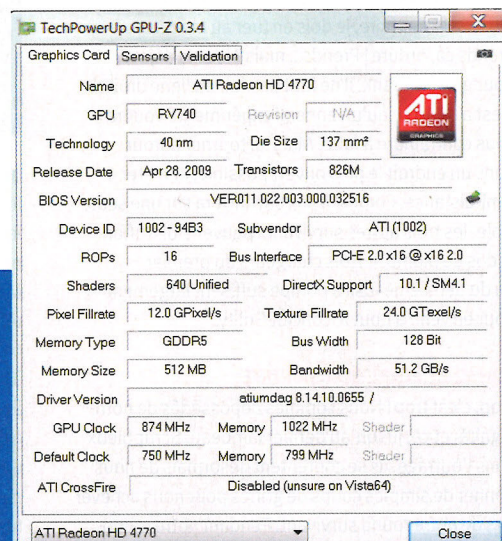 TechPowerUp GPU-Z 0.3.4
Graphics Card Sensors Validation
Name ATI Radeon HD 4770
ATI RADEON GRAPHICS
GPU RV740 Revision N/A
Technology 40 nm Die Size 137 mm²
Release Date Apr 28, 2009 Transistors 826M
BIOS Version VER011.022.003.000.032516
Device ID 1002 - 94B3 Subvendor ATI (1002)
ROPs 16 Bus Interface PCI-E 2.0 x16 @ x16 2.0
Shaders 640 Unified DirectX Support 10.1 / SM4.1
Pixel Fillrate 12.0 GPixel/s Texture Fillrate 24.0 GTexel/s
Memory Type GDDR5 Bus Width 128 Bit
Memory Size 512 MB Bandwidth 51.2 GB/s
Driver Version atiumdag 8.14.10.0655 /
GPU Clock 874 MHz Memory 1022 MHz Shader
Default Clock 750 MHz Memory 799 MHz Shader
ATI CrossFire Disabled (unsure on Vista64)
ATI Radeon HD 4770 Close